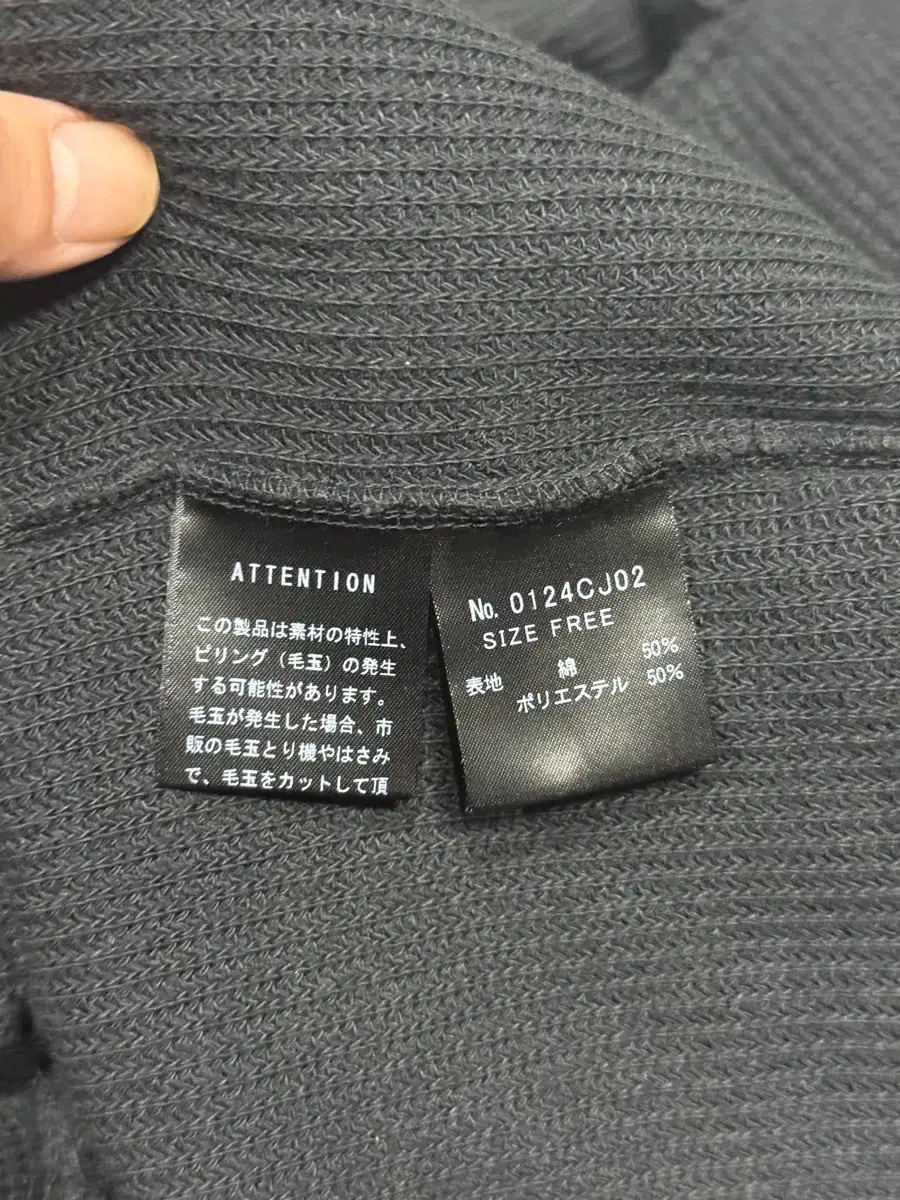 ATTENTION
この製品は素材の特性上、
ピリング（毛玉）の発生
する可能性があります。
毛玉が発生した場合、市
販の毛玉とり機やはさみ
で、毛玉をカットして頂
No. 0124CJ02
SIZE FREE
表地 綿 50%
ポリエステル 50%